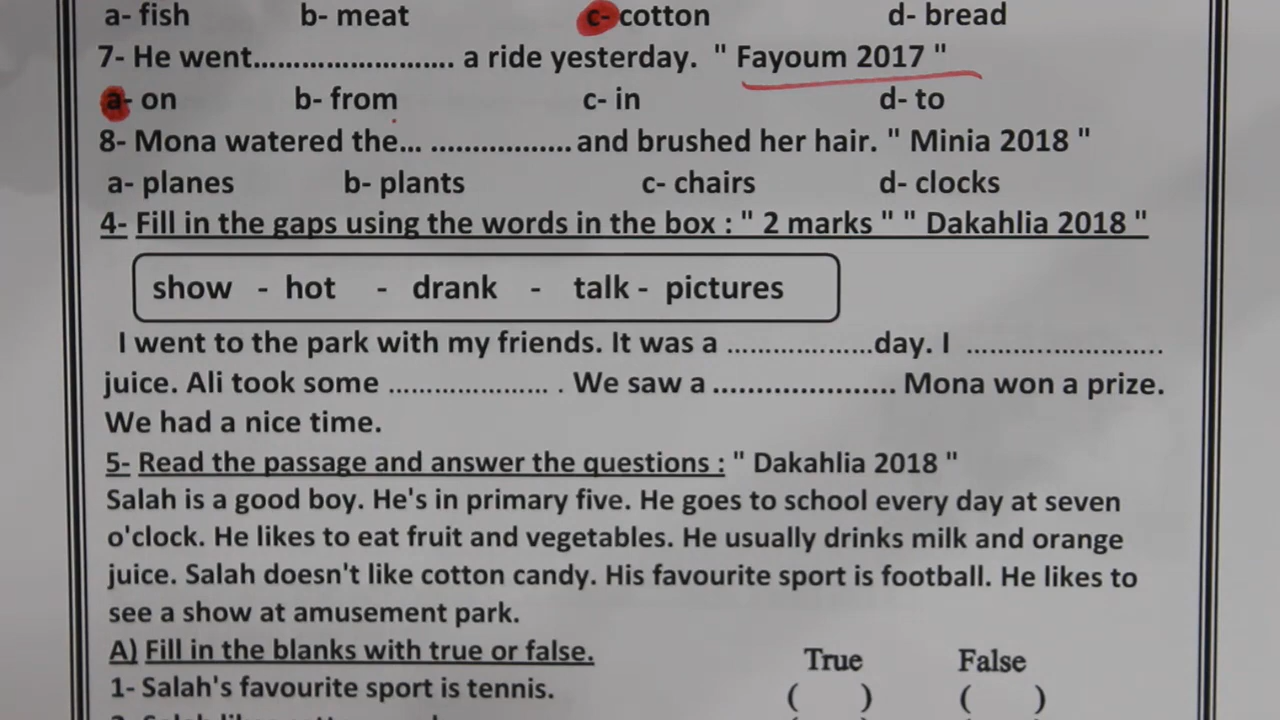 a- fish b- meat c- cotton d- bread
7- He went........................ a ride yesterday. " Fayoum 2017 "
a- on b- from c- in d- to
8- Mona watered the... ................. and brushed her hair. " Minia 2018 "
a- planes b- plants c- chairs d- clocks
4- Fill in the gaps using the words in the box : " 2 marks " " Dakahlia 2018 "
show - hot - drank - talk - pictures
I went to the park with my friends. It was a ..................day. I ........................
juice. Ali took some .................... . We saw a ...................... Mona won a prize.
We had a nice time.
5- Read the passage and answer the questions : " Dakahlia 2018 "
Salah is a good boy. He's in primary five. He goes to school every day at seven
o'clock. He likes to eat fruit and vegetables. He usually drinks milk and orange
juice. Salah doesn't like cotton candy. His favourite sport is football. He likes to
see a show at amusement park.
A) Fill in the blanks with true or false. True False
1- Salah's favourite sport is tennis. ( ) ( )